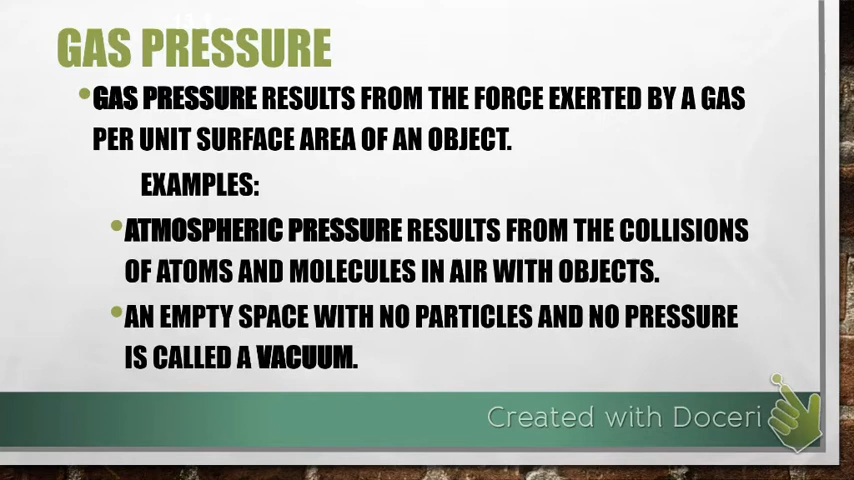 GAS PRESSURE
•GAS PRESSURE RESULTS FROM THE FORCE EXERTED BY A GAS
PER UNIT SURFACE AREA OF AN OBJECT.
EXAMPLES:
•ATMOSPHERIC PRESSURE RESULTS FROM THE COLLISIONS
OF ATOMS AND MOLECULES IN AIR WITH OBJECTS.
•AN EMPTY SPACE WITH NO PARTICLES AND NO PRESSURE
IS CALLED A VACUUM.
Created with Doceri